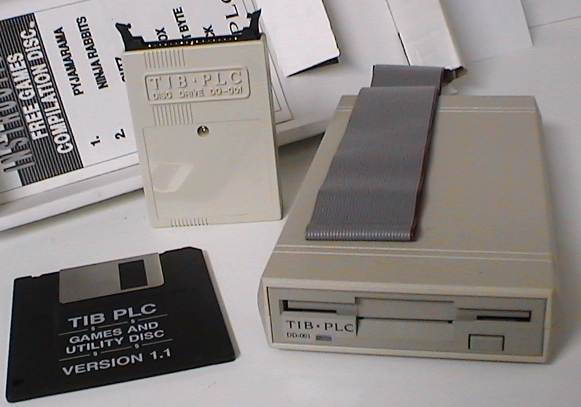 FREE GAMES
COMPILATION DISC.
1. PYJAMARAMA
2. NINJA RABBITS
BYTE
TIB•PLC
DISC DRIVE DD-001
TIB PLC
GAMES AND
UTILITY DISC
VERSION 1.1
TIB•PLC
DD-001